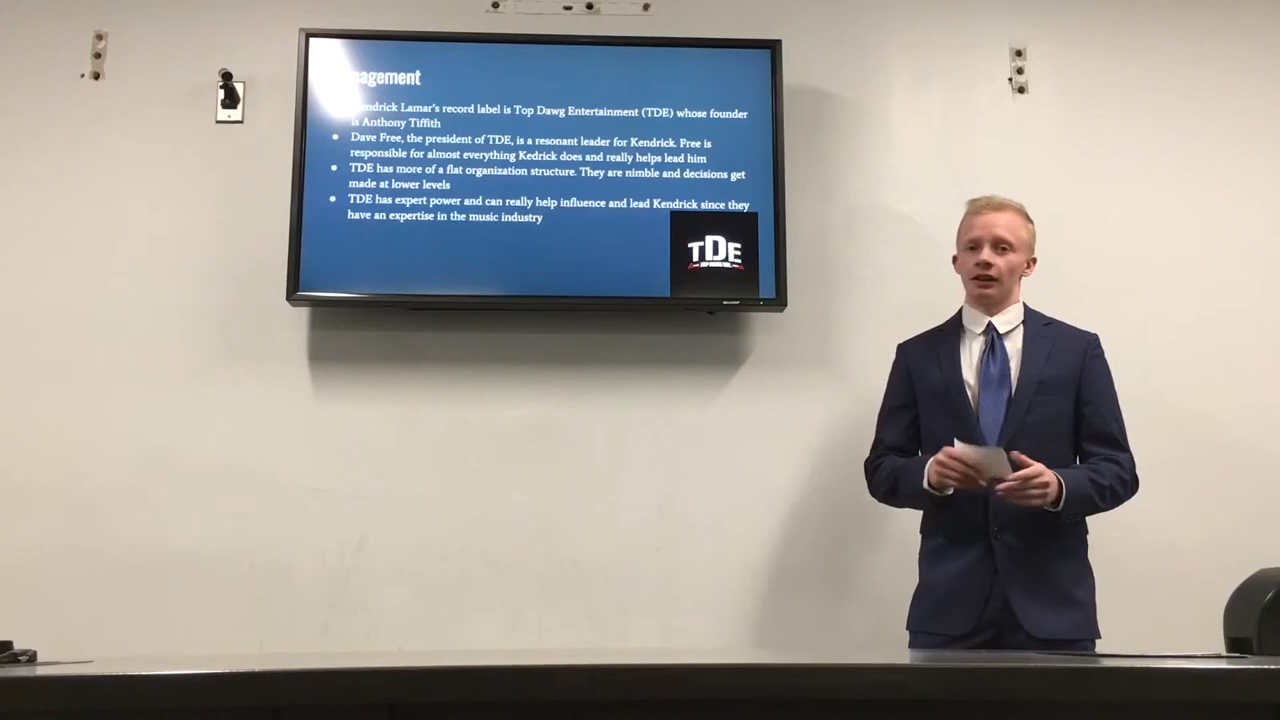 nagement
endrick Lamar's record label is Top Dawg Entertainment (TDE) whose founder
is Anthony Tiffith
● Dave Free, the president of TDE, is a resonant leader for Kendrick. Free is
responsible for almost everything Kedrick does and really helps lead him
● TDE has more of a flat organization structure. They are nimble and decisions get
made at lower levels
● TDE has expert power and can really help influence and lead Kendrick since they
have an expertise in the music industry
TDE
SHARP